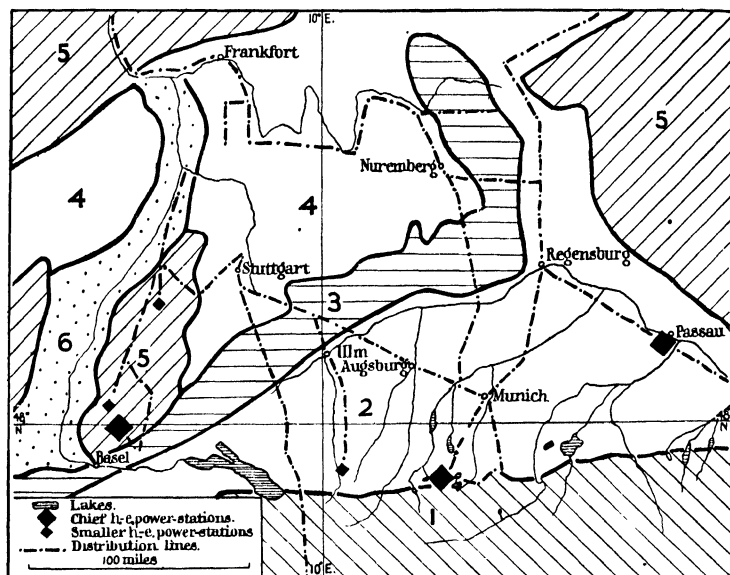 10° E.
5
Frankfort
5
4
Nuremberg
4
Regensburg
Stuttgart
3
6
5
Passau
Ulm
Augsburg
Munich
2
48°
N
48°
N
Basel
1
Lakes.
Chief h-e, power-stations.
Smaller h-e, power-stations
Distribution lines.
100 miles
10° E.